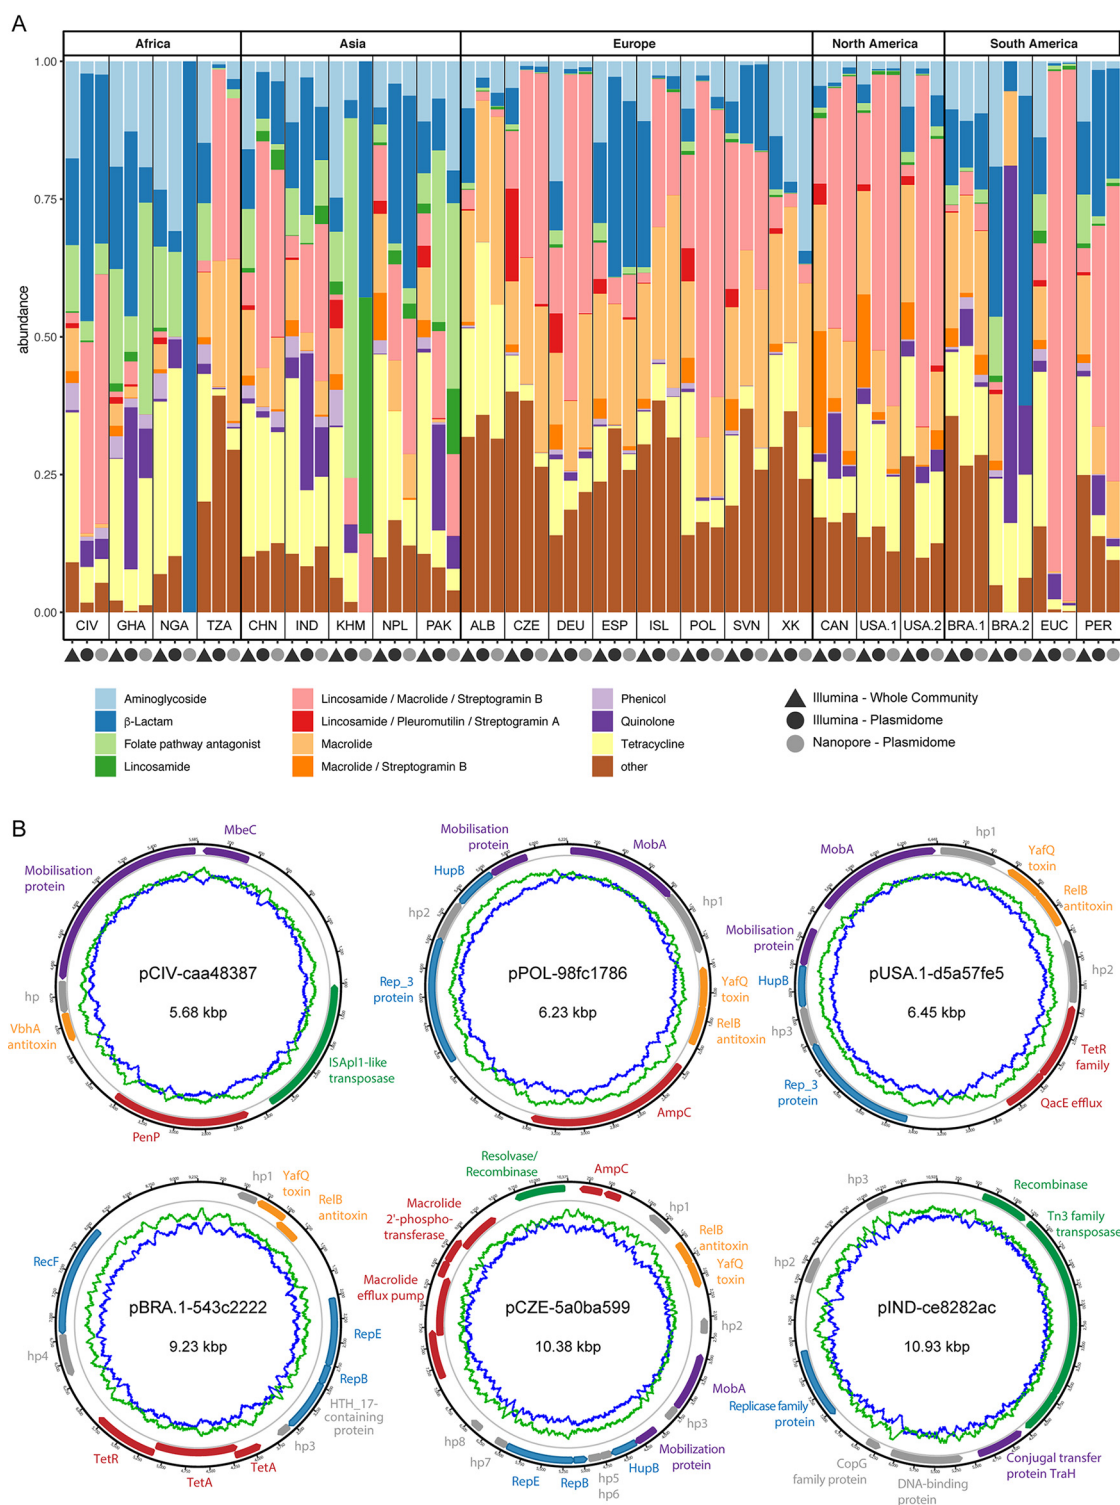 A
Africa
Asia
Europe
North America
South America
1.00
0.75
0.50
0.25
0.00
abundance
CIV GHA NGA TZA CHN IND KHM NPL PAK ALB CZE DEU ESP ISL POL SVN XK CAN USA.1 USA.2 BRA.1 BRA.2 EUC PER
Aminoglycoside
β-Lactam
Folate pathway antagonist
Lincosamide
Lincosamide / Macrolide / Streptogramin B
Lincosamide / Pleuromutilin / Streptogramin A
Macrolide
Macrolide / Streptogramin B
Phenicol
Quinolone
Tetracycline
other
Illumina - Whole Community
Illumina - Plasmidome
Nanopore - Plasmidome
B
MbeC
Mobilisation
protein
hp
VbhA
antitoxin
PenP
ISApl1-like
transposase
pCIV-caa48387
5.68 kbp
Mobilisation
protein
MobA
HupB
hp2
hp1
Rep_3
protein
YafQ
toxin
RelB
antitoxin
AmpC
pPOL-98fc1786
6.23 kbp
MobA
hp1
YafQ
toxin
RelB
antitoxin
Mobilisation
protein
HupB
hp3
hp2
Rep_3
protein
TetR
family
QacE efflux
pUSA.1-d5a57fe5
6.45 kbp
hp1
YafQ
toxin
RelB
antitoxin
RecF
RepE
RepB
HTH_17-
containing
protein
hp3
hp4
TetR
TetA
TetA
pBRA.1-543c2222
9.23 kbp
Resolvase/
Recombinase
AmpC
Macrolide
2'-phospho-
transferase
hp1
RelB
antitoxin
YafQ
toxin
Macrolide
efflux pump
hp2
MobA
hp3
Mobilization
protein
HupB
hp5
hp6
RepB
RepE
hp7
hp8
pCZE-5a0ba599
10.38 kbp
hp3
Recombinase
Tn3 family
transposase
hp2
Replicase family
protein
CopG
family protein
DNA-binding
protein
Conjugal transfer
protein TraH
pIND-ce8282ac
10.93 kbp